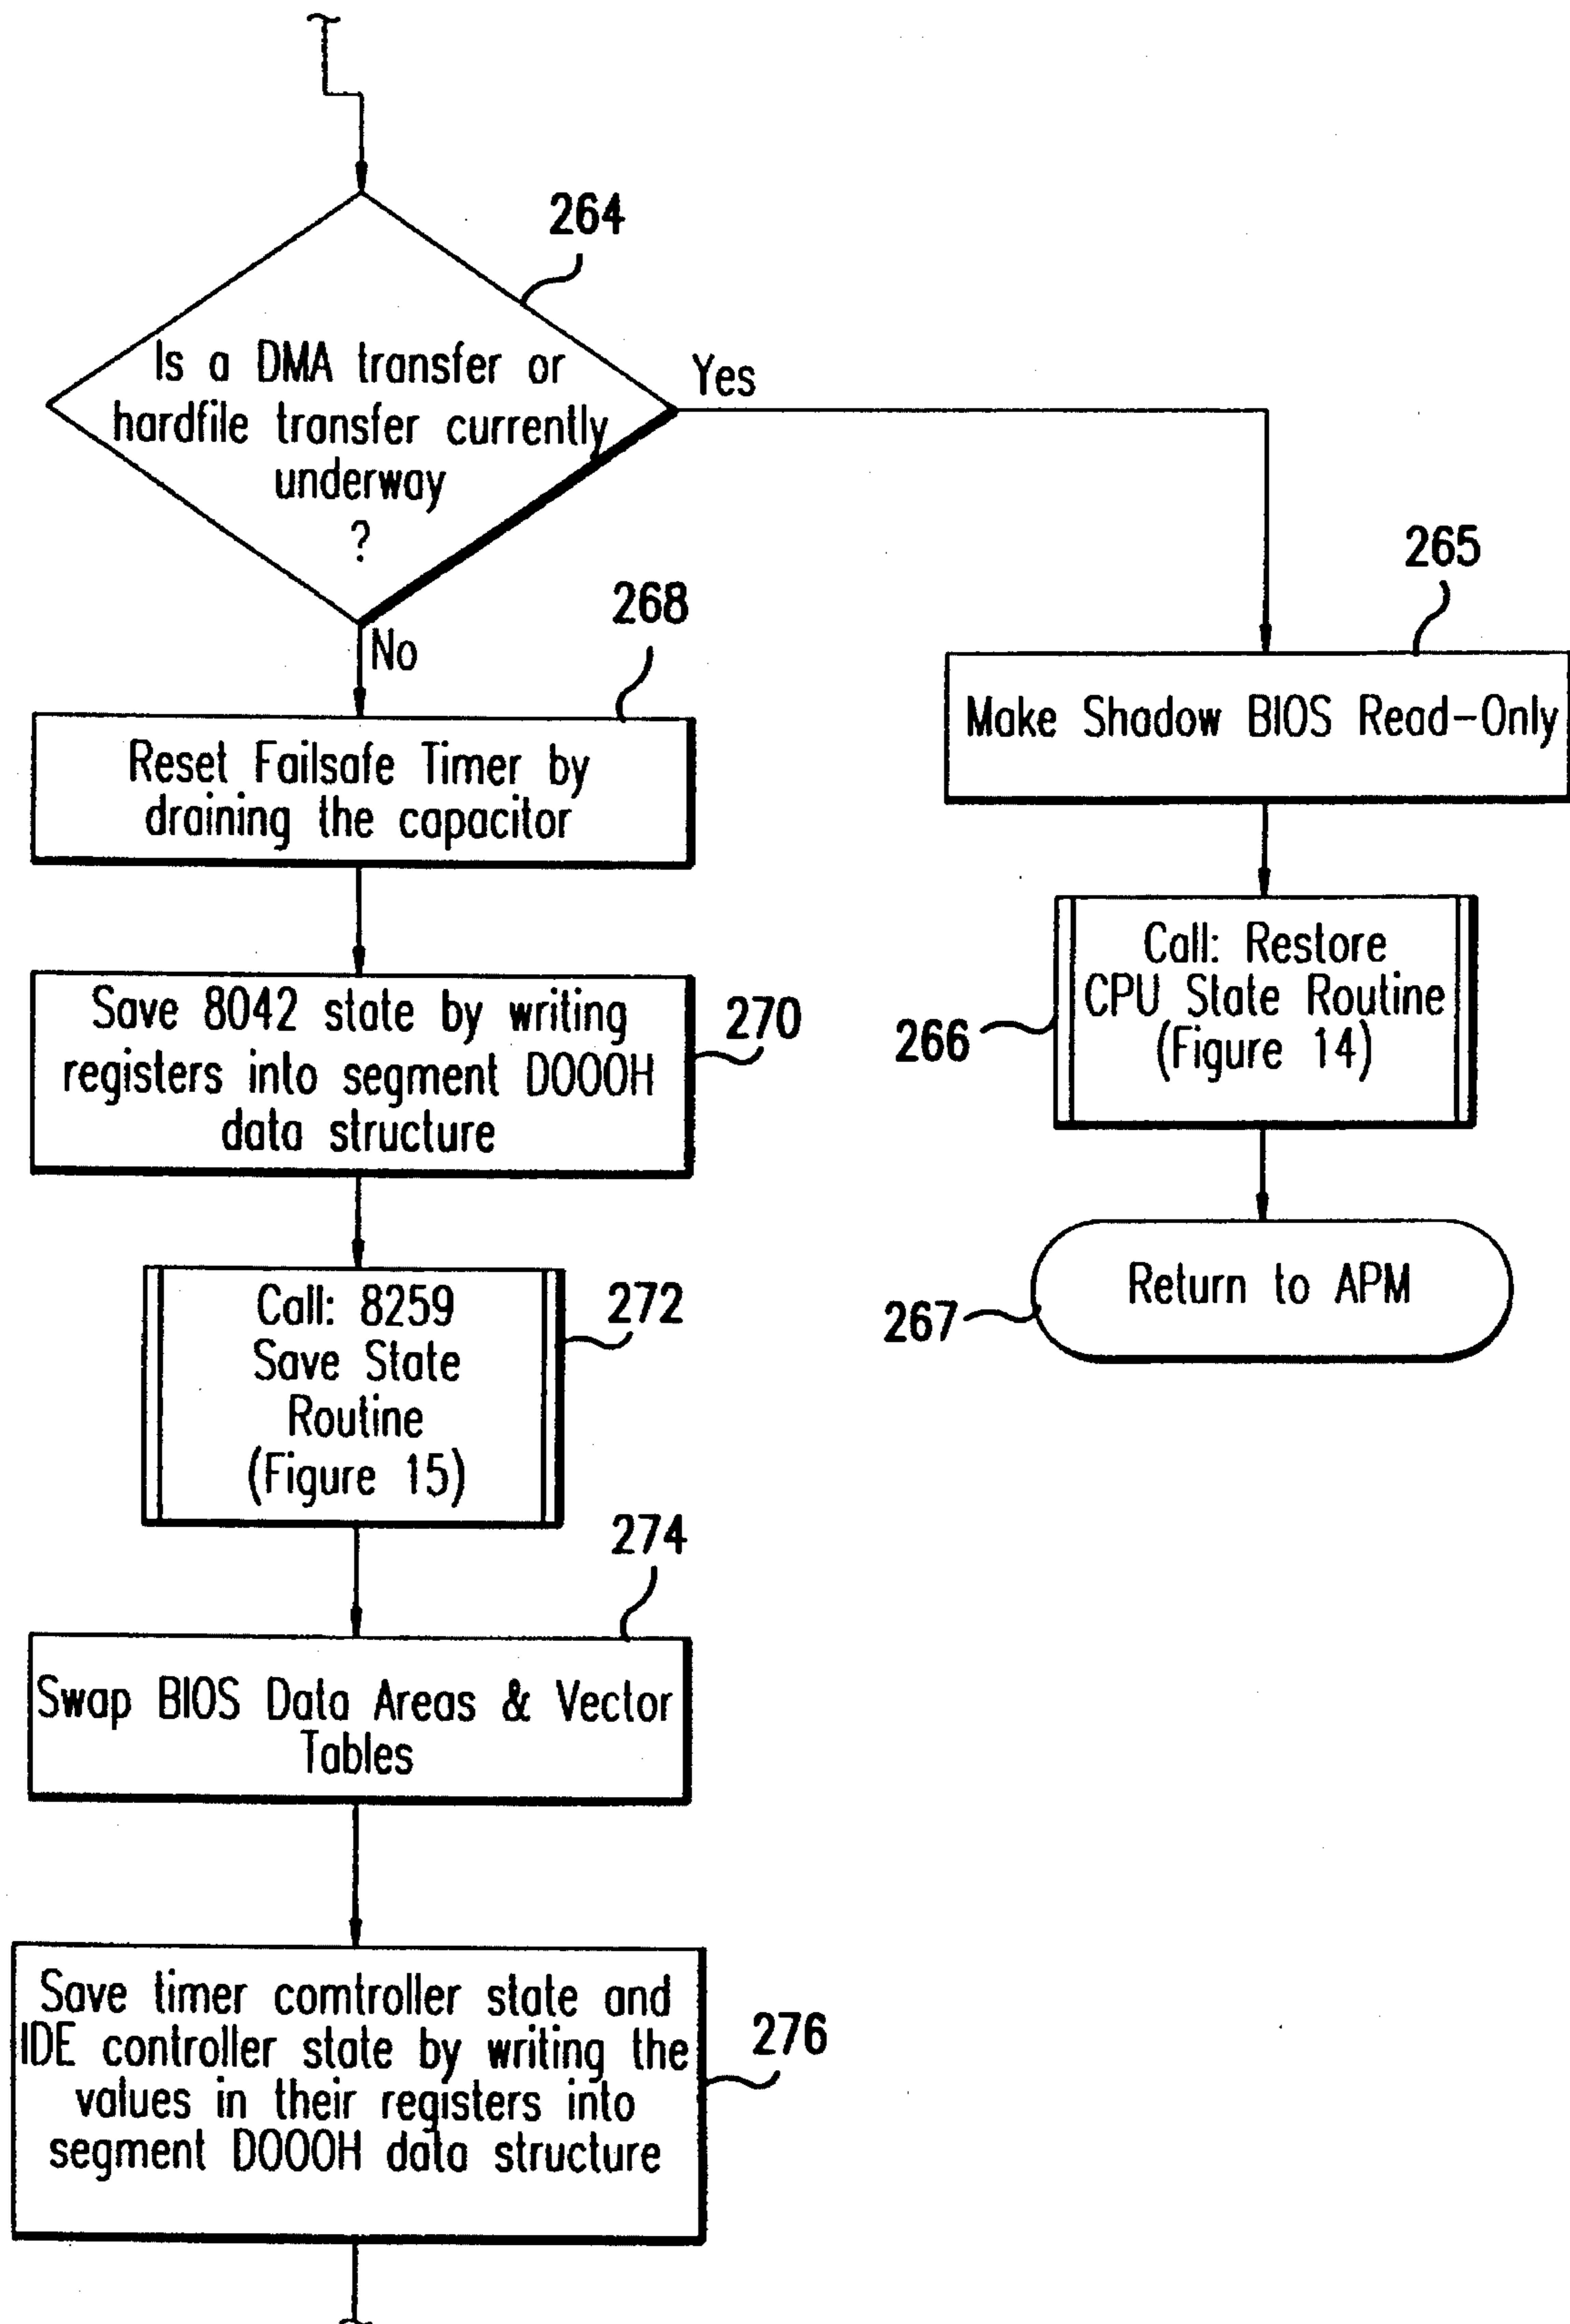 264
Is a DMA transfer or
hardfile transfer currently
underway
?
Yes
No
268
Reset Failsafe Timer by
draining the capacitor
Save 8042 state by writing
registers into segment D000H
data structure
270
Call: 8259
Save State
Routine
(Figure 15)
272
274
Swap BIOS Data Areas & Vector
Tables
Save timer comtroller state and
IDE controller state by writing the
values in their registers into
segment D000H data structure
276
265
Make Shadow BIOS Read-Only
Call: Restore
CPU State Routine
(Figure 14)
266
Return to APM
267